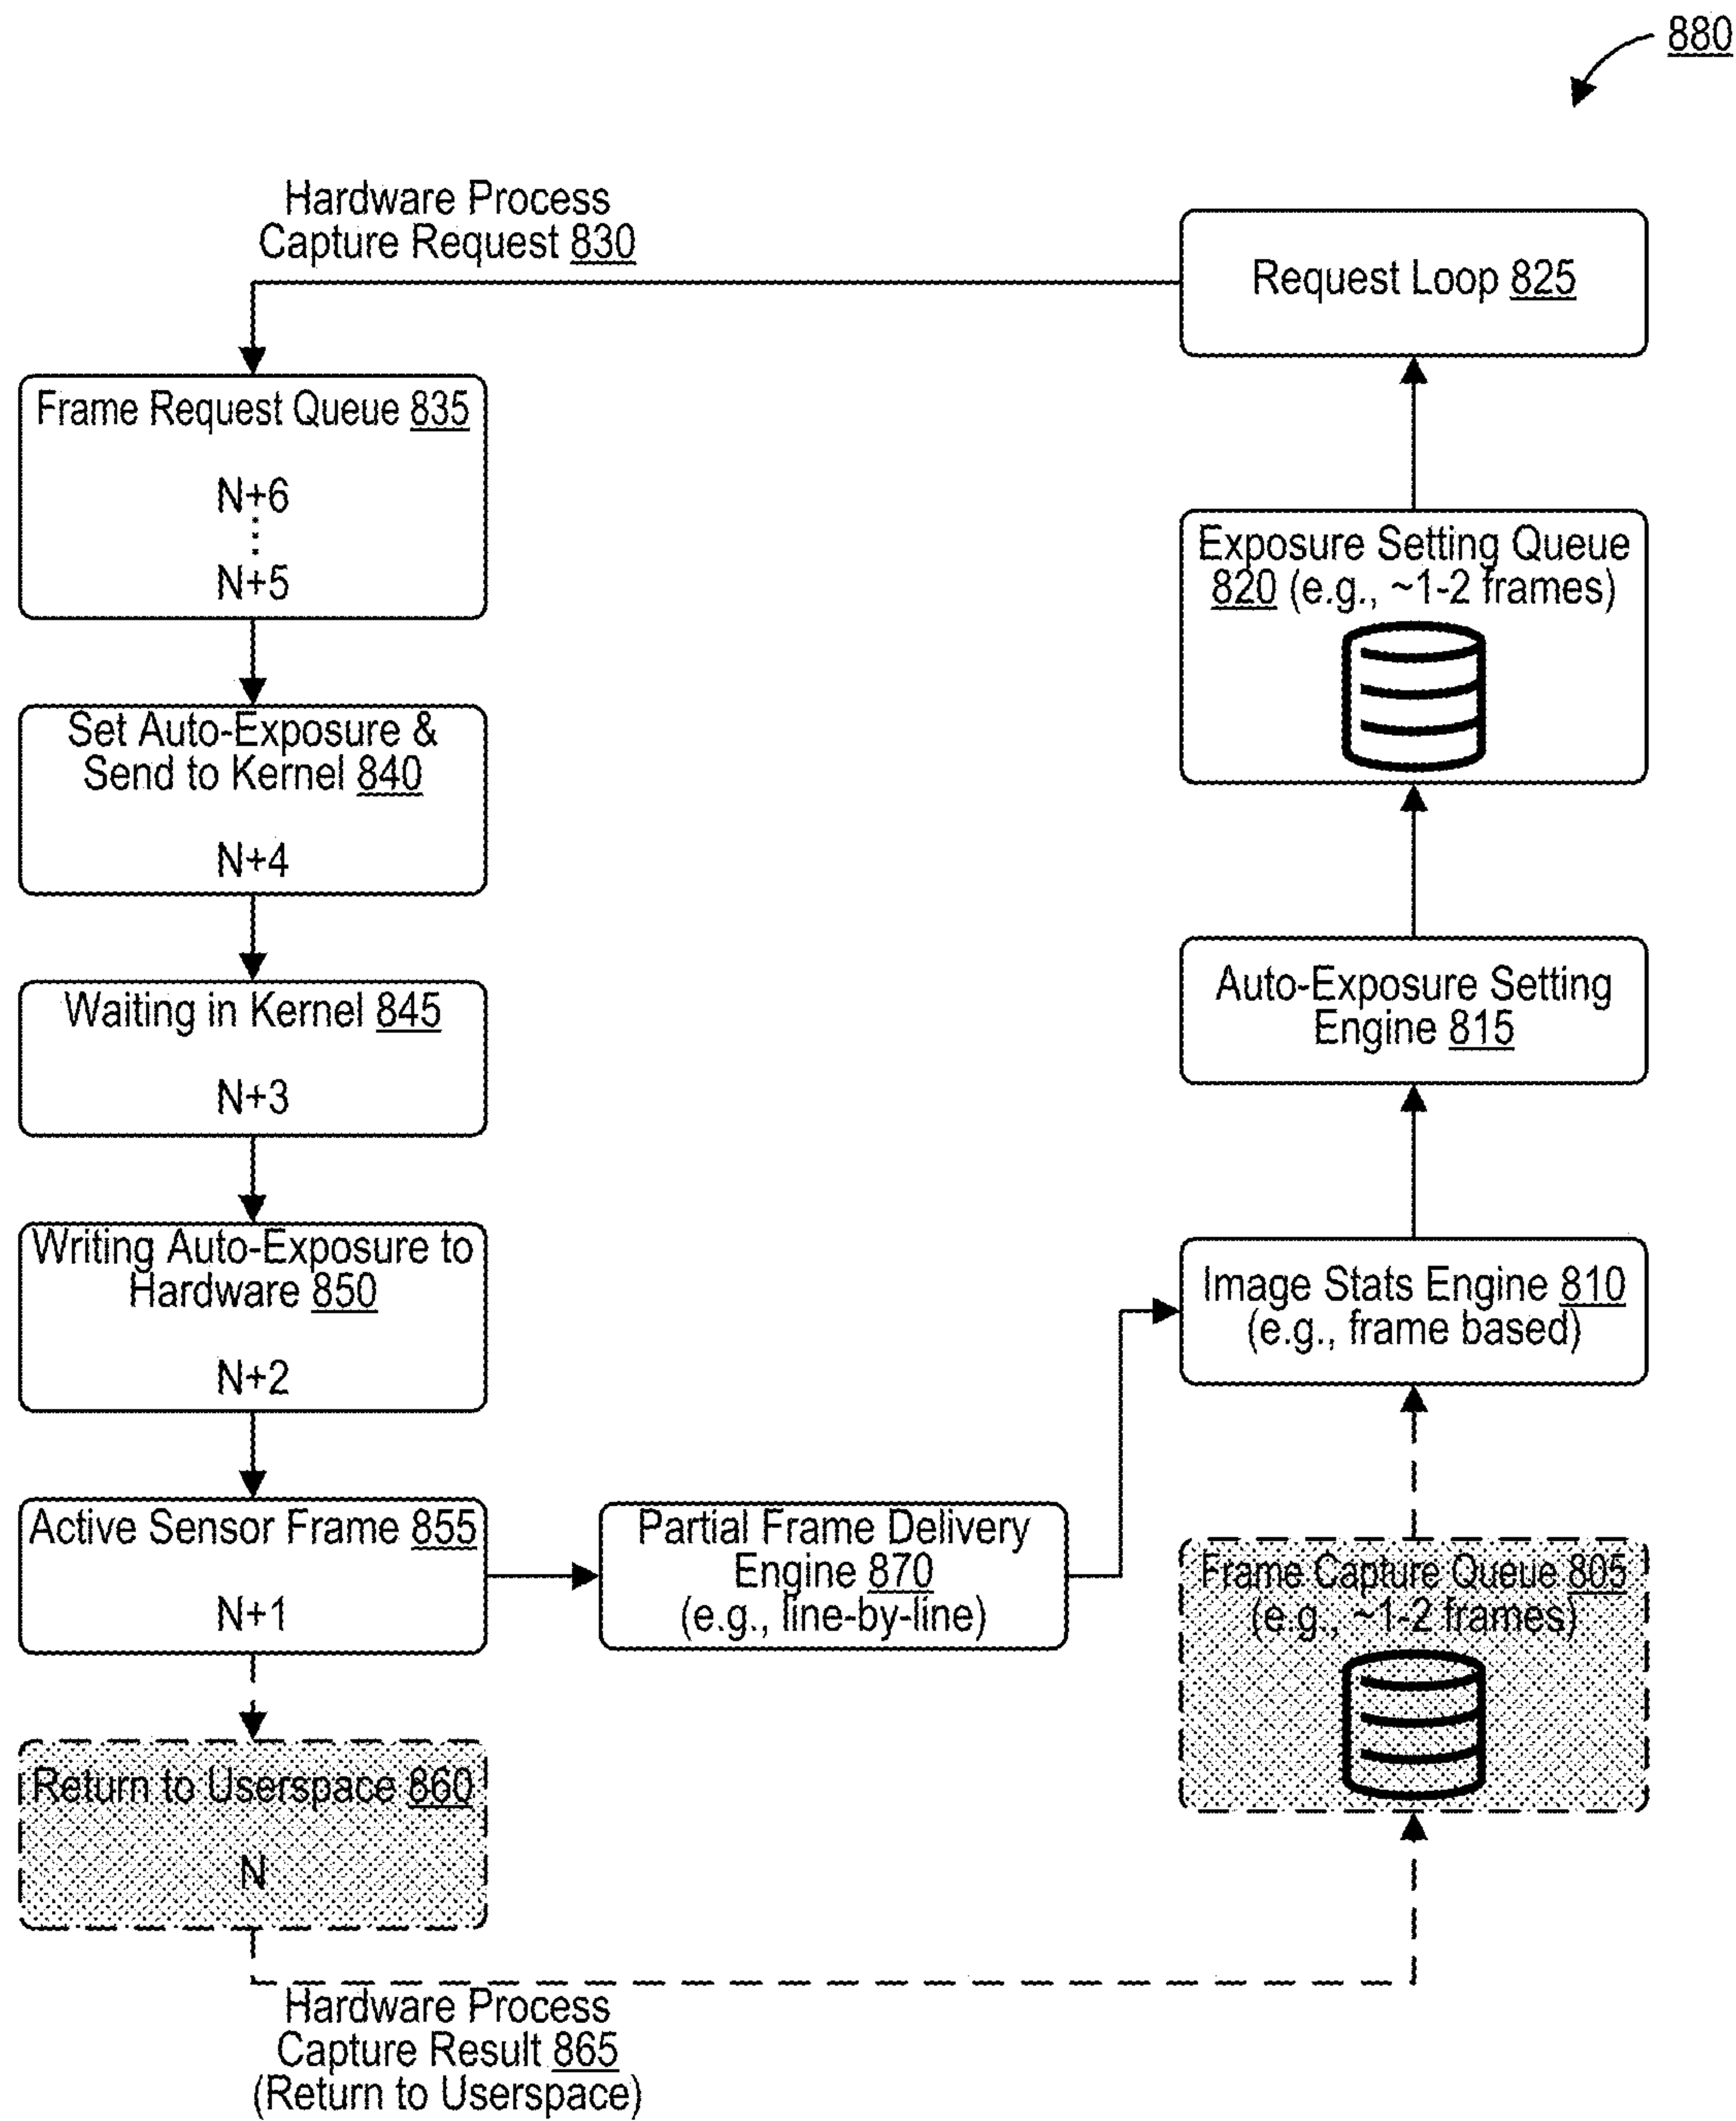 880
Hardware Process
Capture Request 830
Request Loop 825
Frame Request Queue 835
N+6
N+5
Exposure Setting Queue
820 (e.g., ~1-2 frames)
Set Auto-Exposure &
Send to Kernel 840
N+4
Auto-Exposure Setting
Engine 815
Waiting in Kernel 845
N+3
Writing Auto-Exposure to
Hardware 850
N+2
Image Stats Engine 810
(e.g., frame based)
Active Sensor Frame 855
N+1
Partial Frame Delivery
Engine 870
(e.g., line-by-line)
Frame Capture Queue 805
(e.g., ~1-2 frames)
Return to Userspace 860
N
Hardware Process
Capture Result 865
(Return to Userspace)